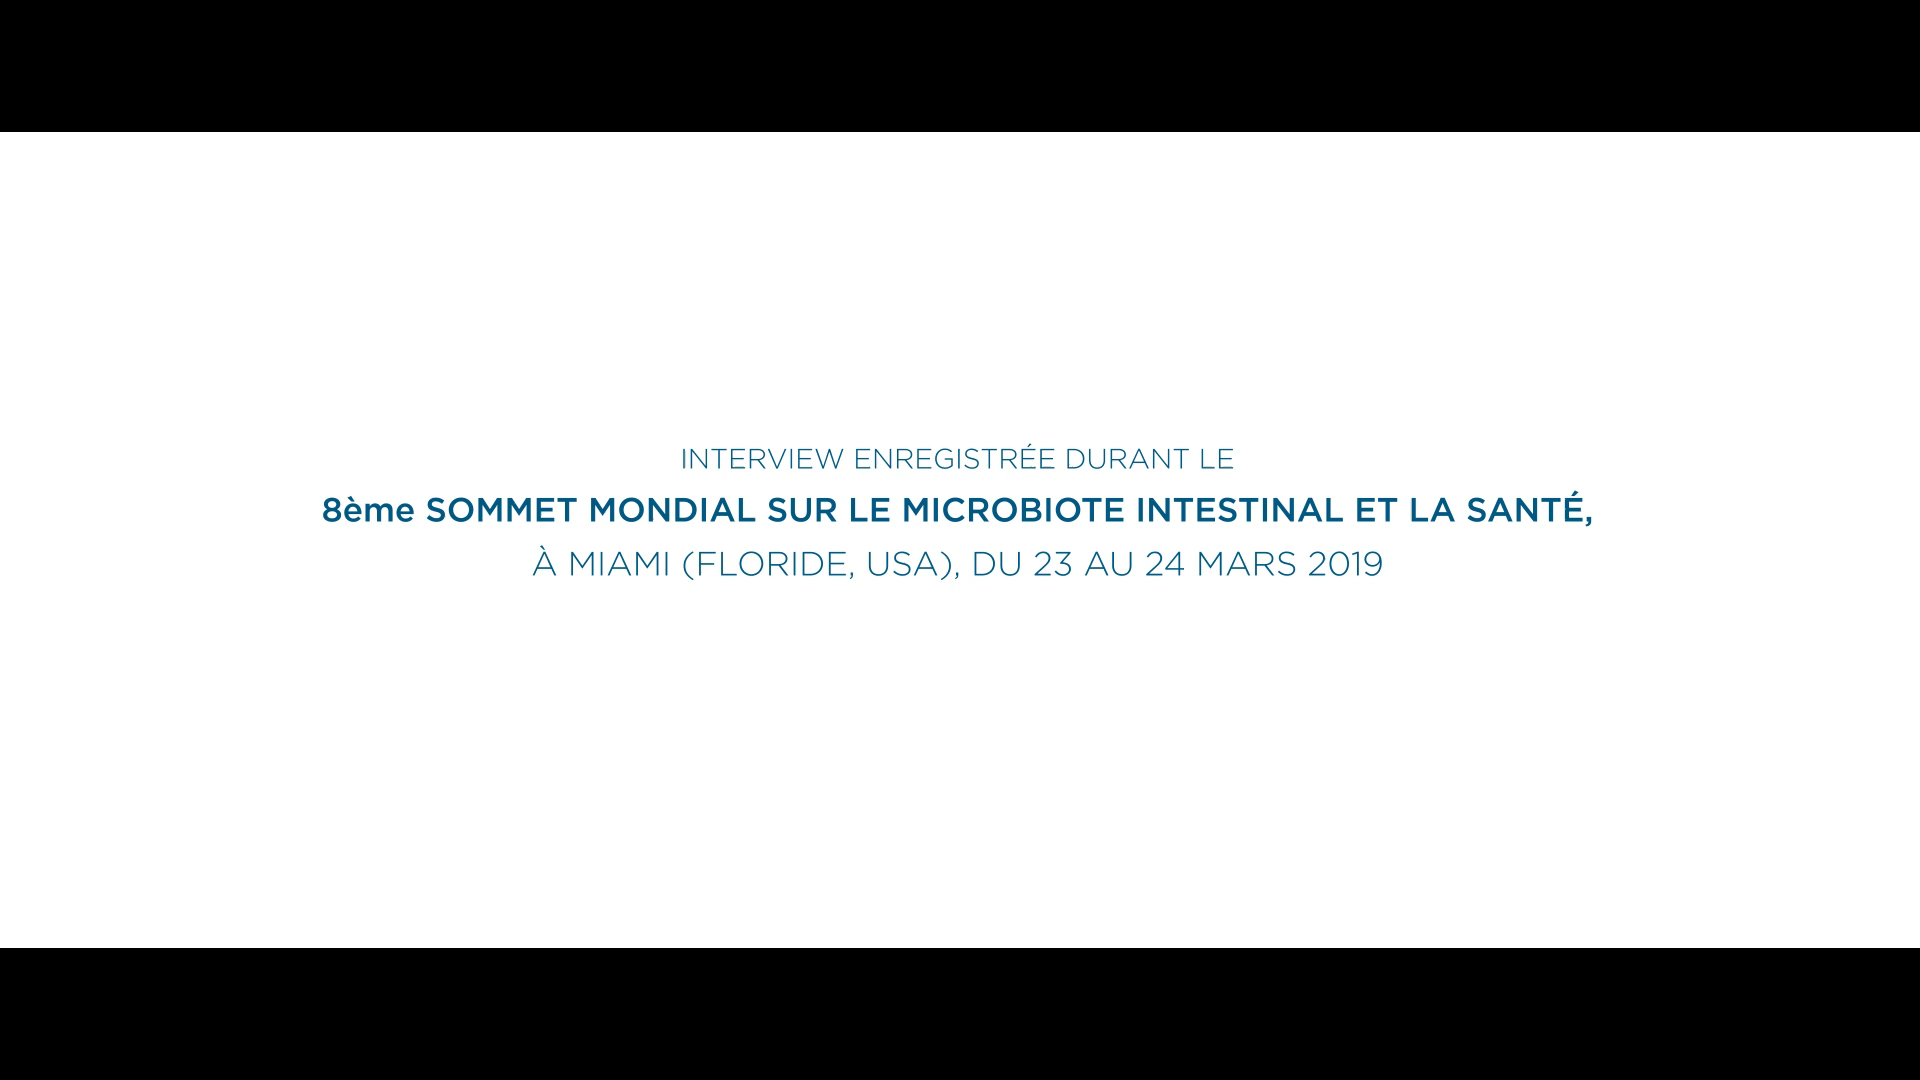 INTERVIEW ENREGISTRÉE DURANT LE
8ème SOMMET MONDIAL SUR LE MICROBIOTE INTESTINAL ET LA SANTÉ,
À MIAMI (FLORIDE, USA), DU 23 AU 24 MARS 2019